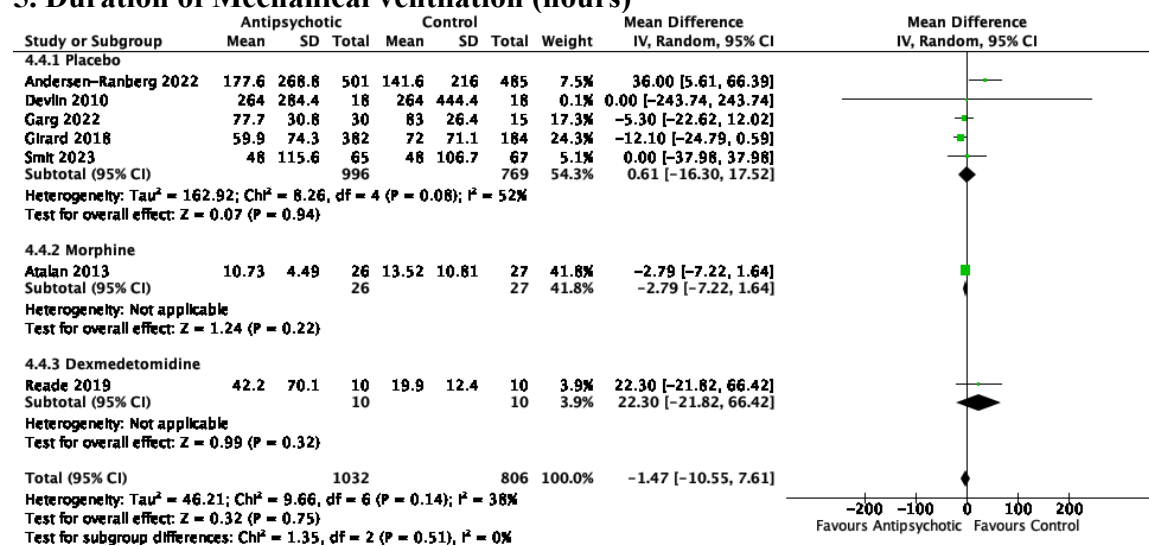 3. Duration of Mechanical ventilation (hours)
Antipsychotic Control Mean Difference Mean Difference
Study or Subgroup Mean SD Total Mean SD Total Weight IV, Random, 95% CI IV, Random, 95% CI
4.4.1 Placebo
Andersen-Ranberg 2022 177.6 268.8 501 141.6 216 485 7.5% 36.00 [5.61, 66.39]
Devlin 2010 264 284.4 18 264 444.4 18 0.1% 0.00 [-243.74, 243.74]
Garg 2022 77.7 30.8 30 83 26.4 15 17.3% -5.30 [-22.62, 12.02]
Girard 2018 59.9 74.3 382 72 71.1 184 24.3% -12.10 [-24.79, 0.59]
Smit 2023 48 115.6 65 48 106.7 67 5.1% 0.00 [-37.98, 37.98]
Subtotal (95% CI) 996 769 54.3% 0.61 [-16.30, 17.52]
Heterogeneity: Tau² = 162.92; Chi² = 8.26, df = 4 (P = 0.08); I² = 52%
Test for overall effect: Z = 0.07 (P = 0.94)
4.4.2 Morphine
Atalan 2013 10.73 4.49 26 13.52 10.81 27 41.8% -2.79 [-7.22, 1.64]
Subtotal (95% CI) 26 27 41.8% -2.79 [-7.22, 1.64]
Heterogeneity: Not applicable
Test for overall effect: Z = 1.24 (P = 0.22)
4.4.3 Dexmedetomidine
Reade 2019 42.2 70.1 10 19.9 12.4 10 3.9% 22.30 [-21.82, 66.42]
Subtotal (95% CI) 10 10 3.9% 22.30 [-21.82, 66.42]
Heterogeneity: Not applicable
Test for overall effect: Z = 0.99 (P = 0.32)
Total (95% CI) 1032 806 100.0% -1.47 [-10.55, 7.61]
Heterogeneity: Tau² = 46.21; Chi² = 9.66, df = 6 (P = 0.14); I² = 38%
Test for overall effect: Z = 0.32 (P = 0.75)
Test for subgroup differences: Chi² = 1.35, df = 2 (P = 0.51), I² = 0%
-200 -100 0 100 200
Favours Antipsychotic Favours Control